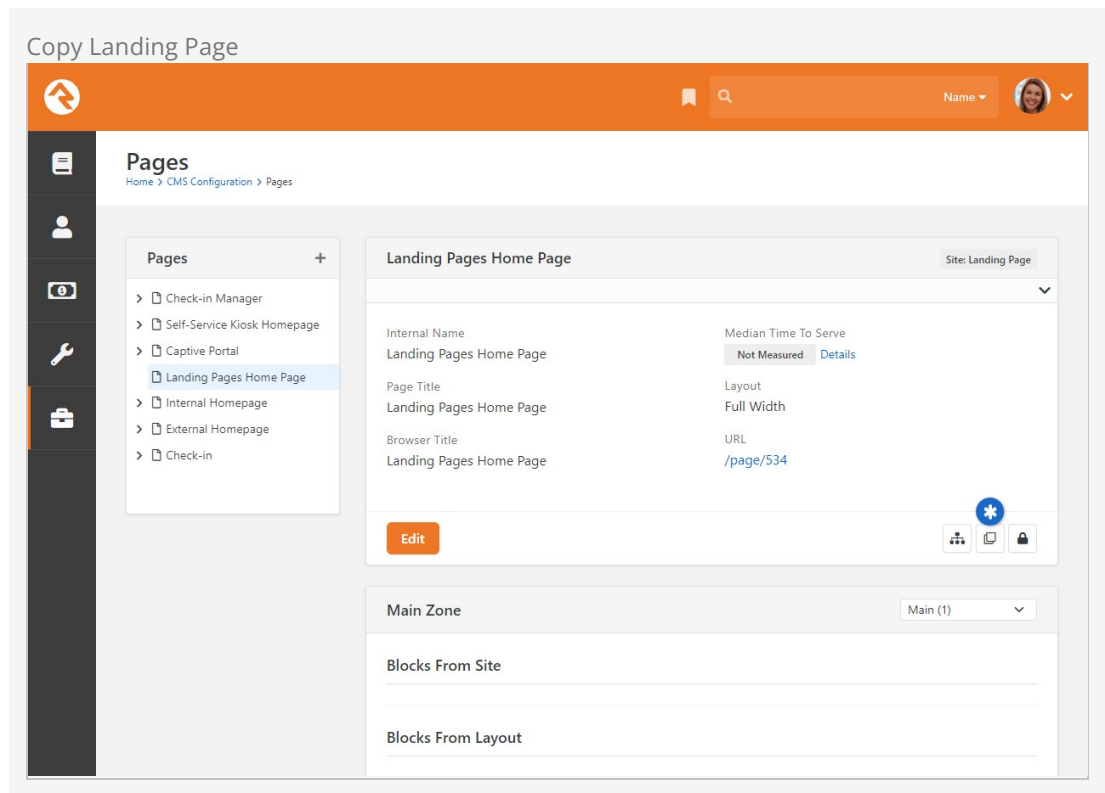 Copy Landing Page
Name
Pages
Home > CMS Configuration > Pages
Pages +
Check-in Manager
Self-Service Kiosk Homepage
Captive Portal
Landing Pages Home Page
Internal Homepage
External Homepage
Check-in
Landing Pages Home Page Site: Landing Page
Internal Name
Landing Pages Home Page
Median Time To Serve
Not Measured Details
Page Title
Landing Pages Home Page
Layout
Full Width
Browser Title
Landing Pages Home Page
URL
/page/534
Edit
Main Zone Main (1)
Blocks From Site
Blocks From Layout